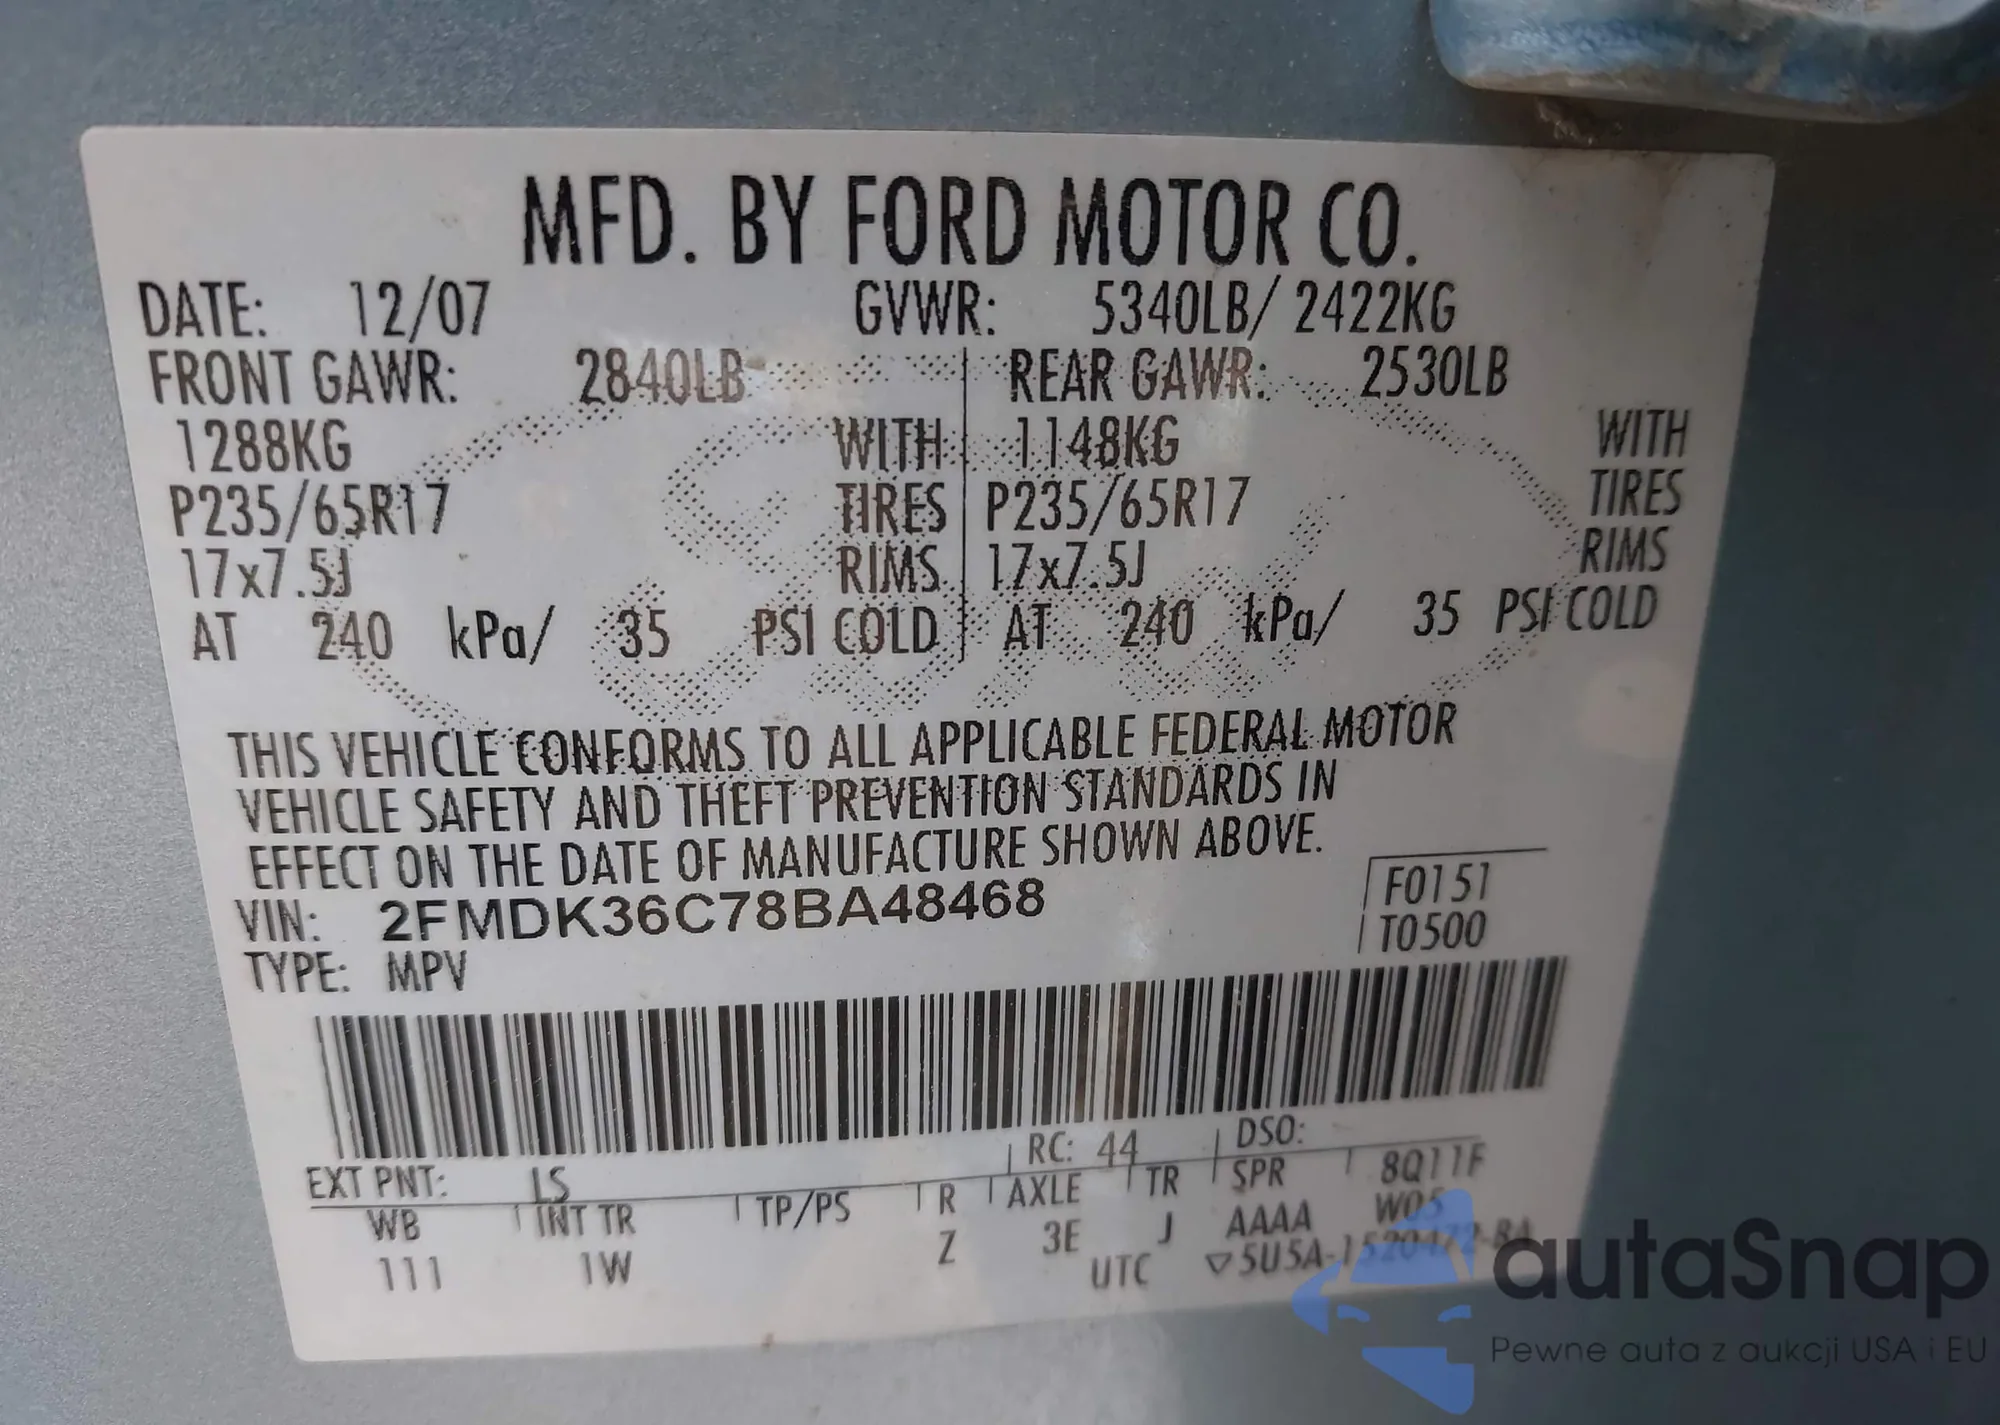 MFD. BY FORD MOTOR CO.
DATE: 12/07 GVWR: 5340LB/ 2422KG
FRONT GAWR: 2840LB REAR GAWR: 2530LB
1288KG WITH 1148KG WITH
P235/65R17 TIRES P235/65R17 TIRES
17x7.5J RIMS 17x7.5J RIMS
AT 240 kPa/ 35 PSI COLD AT 240 kPa/ 35 PSI COLD
THIS VEHICLE CONFORMS TO ALL APPLICABLE FEDERAL MOTOR
VEHICLE SAFETY AND THEFT PREVENTION STANDARDS IN
EFFECT ON THE DATE OF MANUFACTURE SHOWN ABOVE.
VIN: 2FMDK36C78BA48468
F0151
TYPE: MPV
T0500
EXT PNT: LS RC: 44 DSO:
WB INT TR TP/PS R AXLE TR SPR 8Q11F
111 1W Z 3E J AAAA W05
UTC ▽5U5A-1520472-BA
autaSnap
Pewne auta z aukcji USA i EU